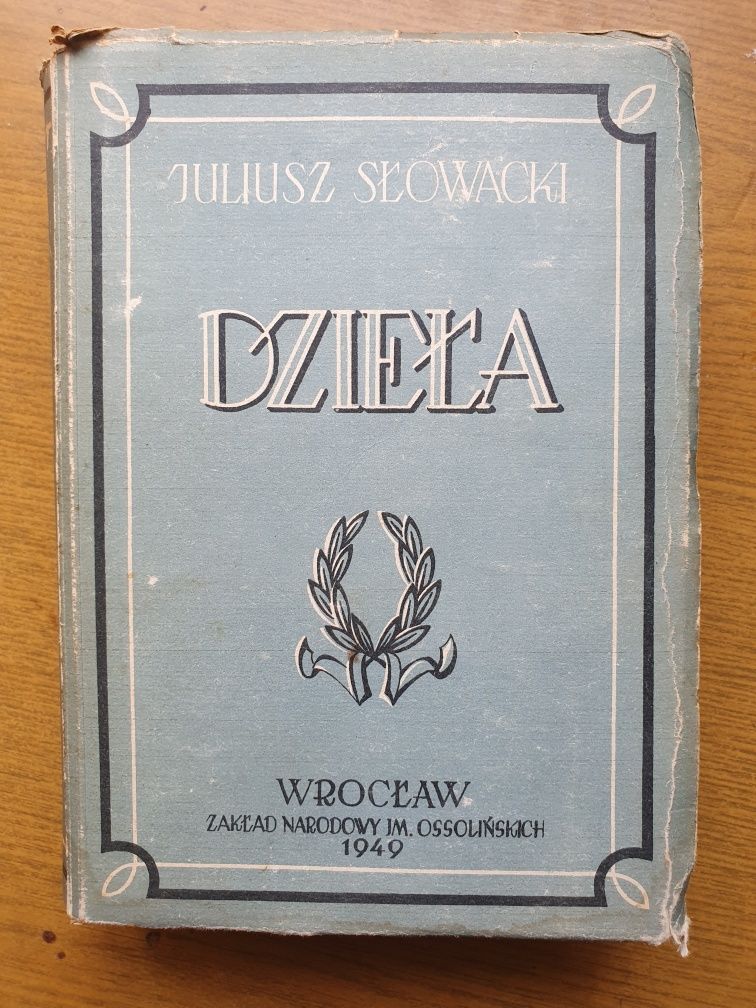 JULIUSZ SŁOWACKI
DZIEŁA
WROCŁAW
ZAKŁAD NARODOWY IM. OSSOLIŃSKICH
1949